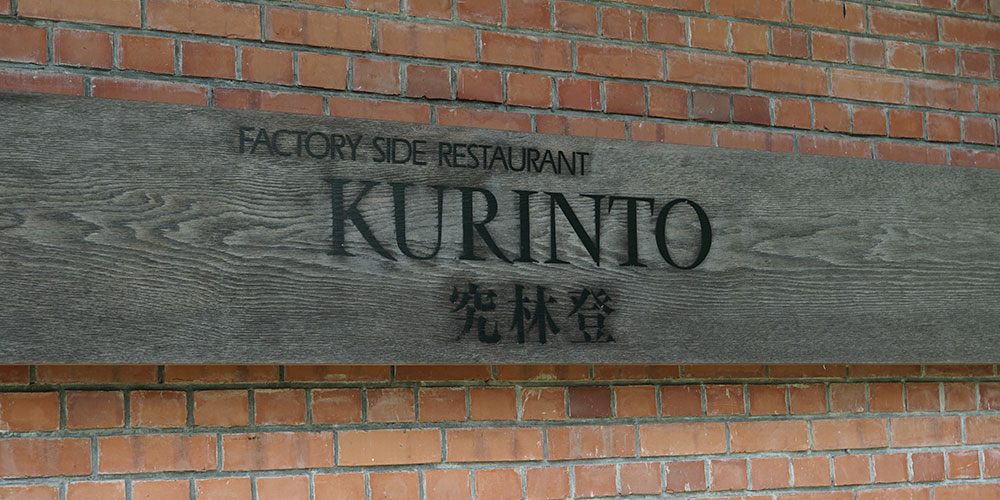 FACTORY SIDE RESTAURANT
KURINTO
究林登